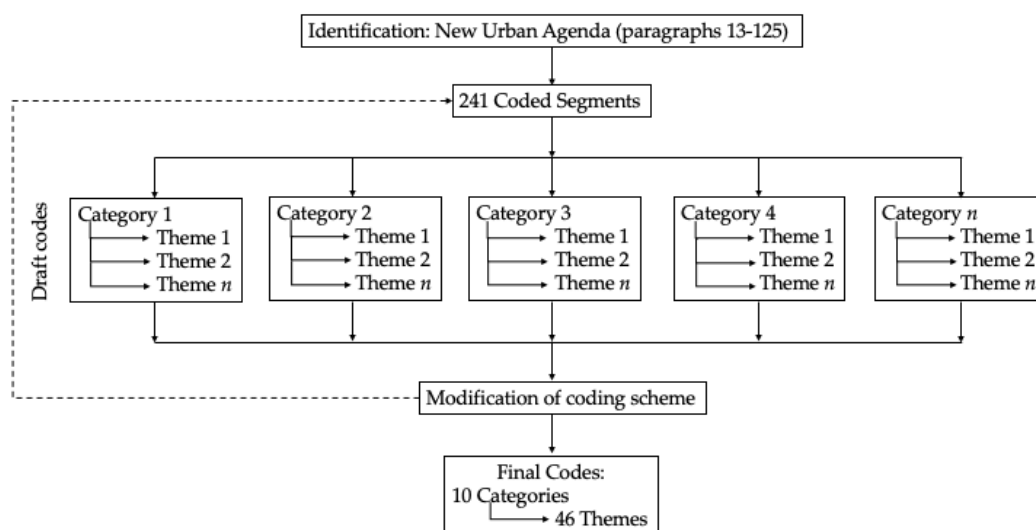 Identification: New Urban Agenda (paragraphs 13-125)
241 Coded Segments
Draft codes
Category 1
Theme 1
Theme 2
Theme n
Category 2
Theme 1
Theme 2
Theme n
Category 3
Theme 1
Theme 2
Theme n
Category 4
Theme 1
Theme 2
Theme n
Category n
Theme 1
Theme 2
Theme n
Modification of coding scheme
Final Codes:
10 Categories
46 Themes